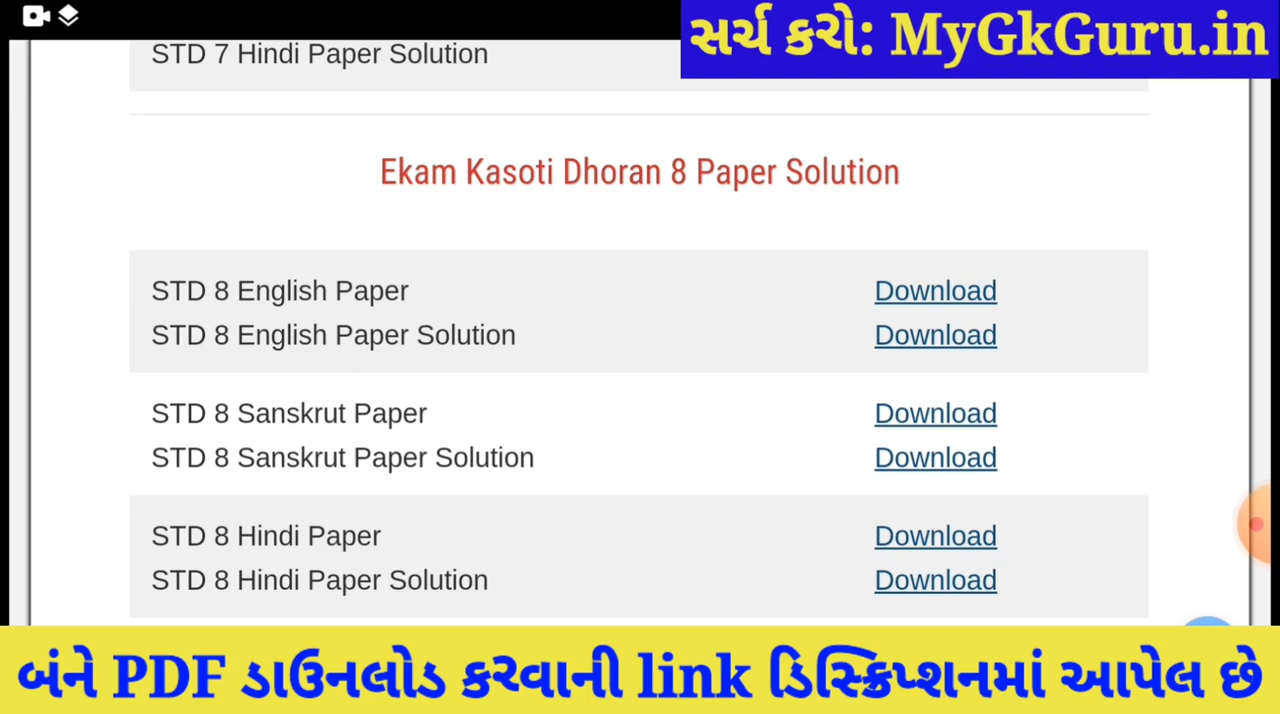 સર્ચ કરો: MyGkGuru.in
STD 7 Hindi Paper Solution
Ekam Kasoti Dhoran 8 Paper Solution
STD 8 English Paper Download
STD 8 English Paper Solution Download
STD 8 Sanskrut Paper Download
STD 8 Sanskrut Paper Solution Download
STD 8 Hindi Paper Download
STD 8 Hindi Paper Solution Download
બંને PDF ડાઉનલોડ કરવાની link ડિસ્ક્રિપ્શનમાં આપેલ છે